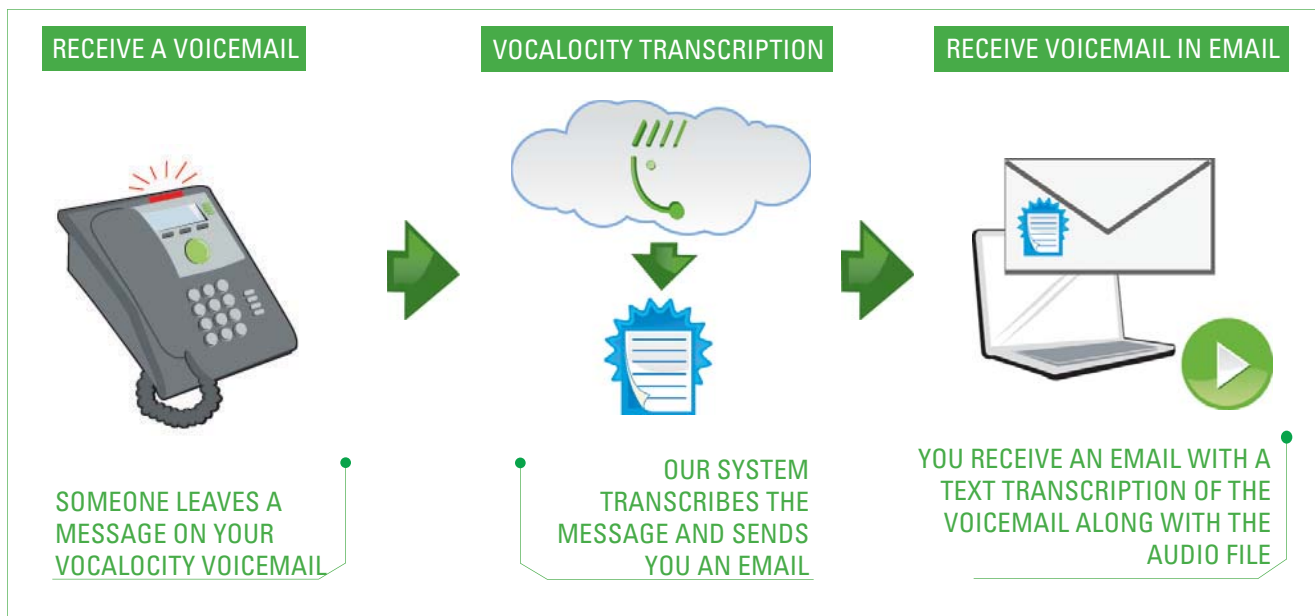 RECEIVE A VOICEMAIL
VOCALOCITY TRANSCRIPTION
RECEIVE VOICEMAIL IN EMAIL
SOMEONE LEAVES A
MESSAGE ON YOUR
VOCALOCITY VOICEMAIL
OUR SYSTEM
TRANSCRIBES THE
MESSAGE AND SENDS
YOU AN EMAIL
YOU RECEIVE AN EMAIL WITH A
TEXT TRANSCRIPTION OF THE
VOICEMAIL ALONG WITH THE
AUDIO FILE